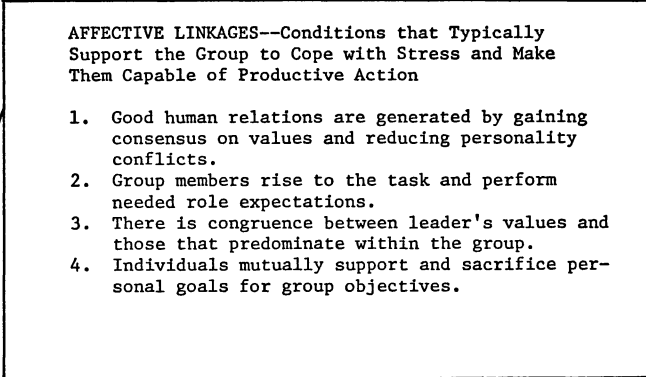 AFFECTIVE LINKAGES--Conditions that Typically
Support the Group to Cope with Stress and Make
Them Capable of Productive Action
1. Good human relations are generated by gaining
consensus on values and reducing personality
conflicts.
2. Group members rise to the task and perform
needed role expectations.
3. There is congruence between leader's values and
those that predominate within the group.
4. Individuals mutually support and sacrifice per-
sonal goals for group objectives.